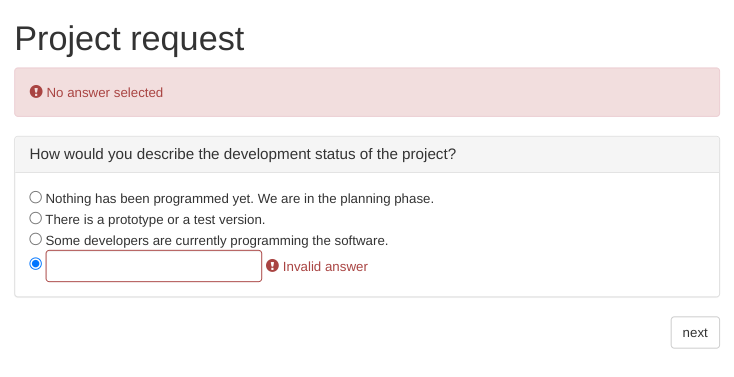 Project request
No answer selected
How would you describe the development status of the project?
Nothing has been programmed yet. We are in the planning phase.
There is a prototype or a test version.
Some developers are currently programming the software.
Invalid answer
next